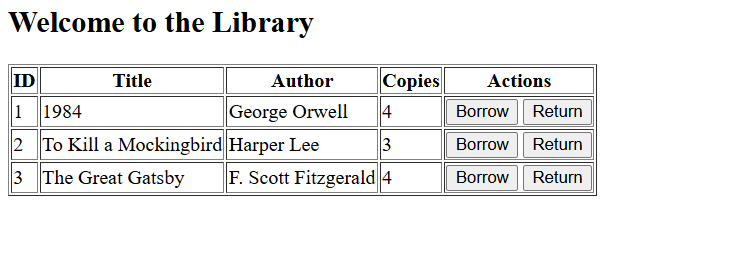 Welcome to the Library
ID Title Author Copies Actions
1 1984 George Orwell 4 Borrow Return
2 To Kill a Mockingbird Harper Lee 3 Borrow Return
3 The Great Gatsby F. Scott Fitzgerald 4 Borrow Return